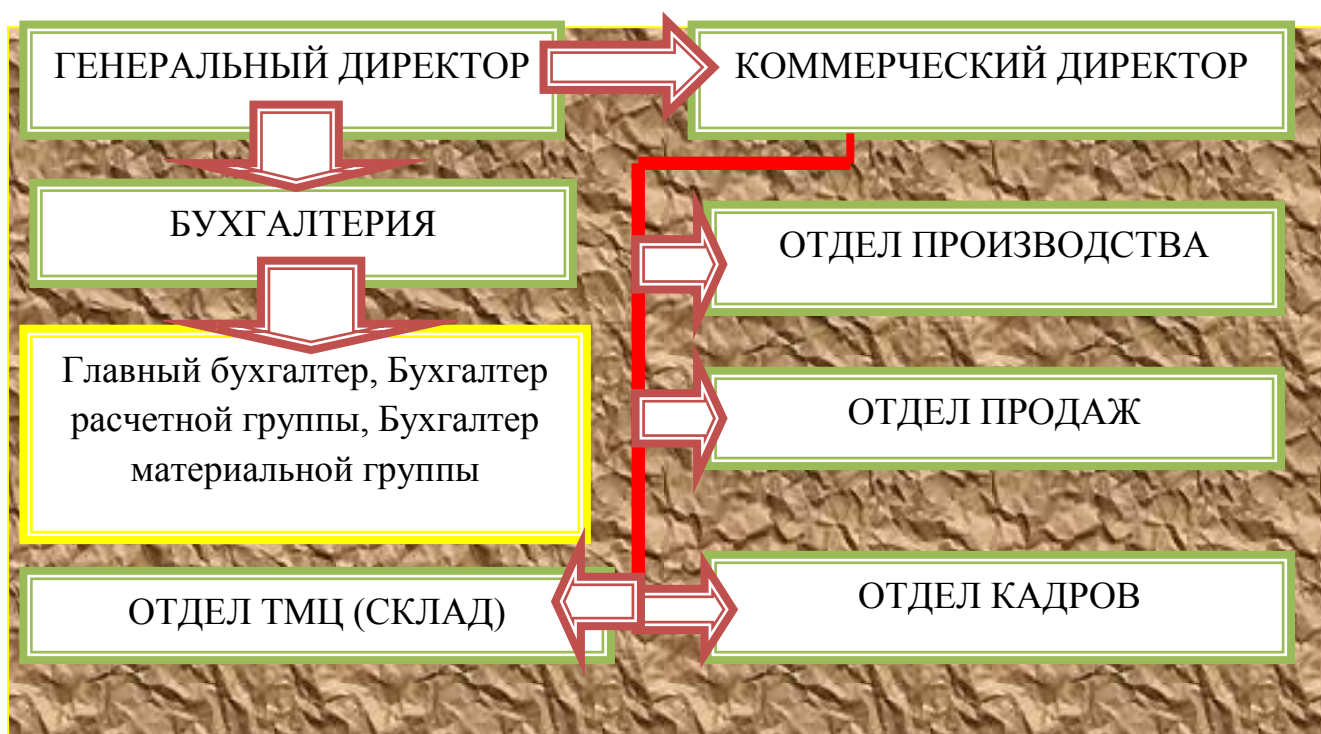 ГЕНЕРАЛЬНЫЙ ДИРЕКТОР
КОММЕРЧЕСКИЙ ДИРЕКТОР
БУХГАЛТЕРИЯ
ОТДЕЛ ПРОИЗВОДСТВА
Главный бухгалтер, Бухгалтер
расчетной группы, Бухгалтер
материальной группы
ОТДЕЛ ПРОДАЖ
ОТДЕЛ ТМЦ (СКЛАД)
ОТДЕЛ КАДРОВ